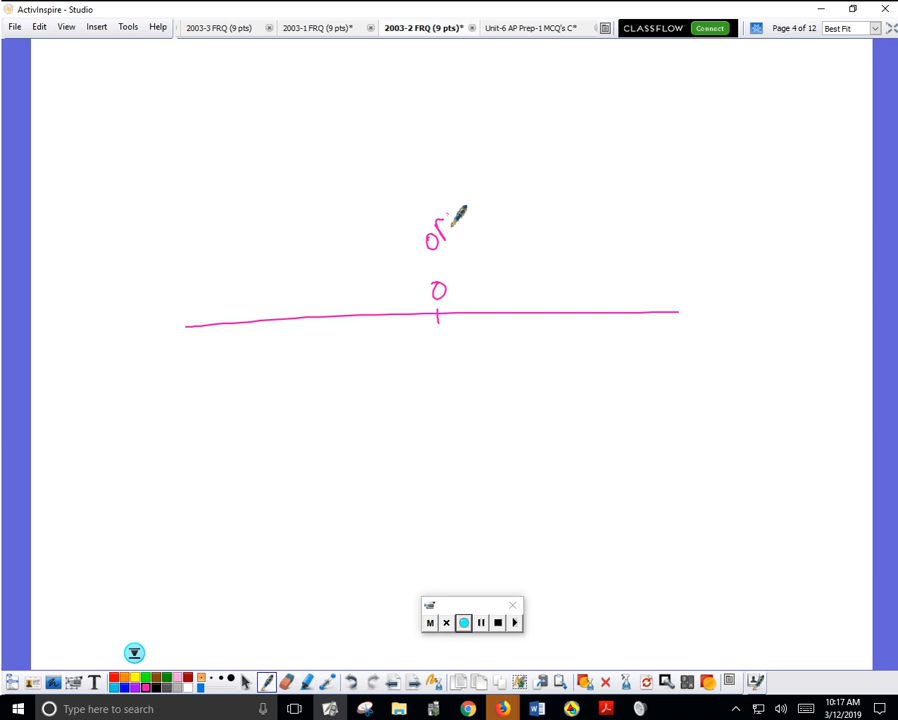 ActivInspire - Studio
File Edit View Insert Tools Help
2003-3 FRQ (9 pts) 2003-1 FRQ (9 pts)* 2003-2 FRQ (9 pts)* Unit-6 AP Prep-1 MCQ's C* CLASSFLOW Connect Page 4 of 12 Best Fit
or
0
M
T
Type here to search
10:17 AM
3/12/2019